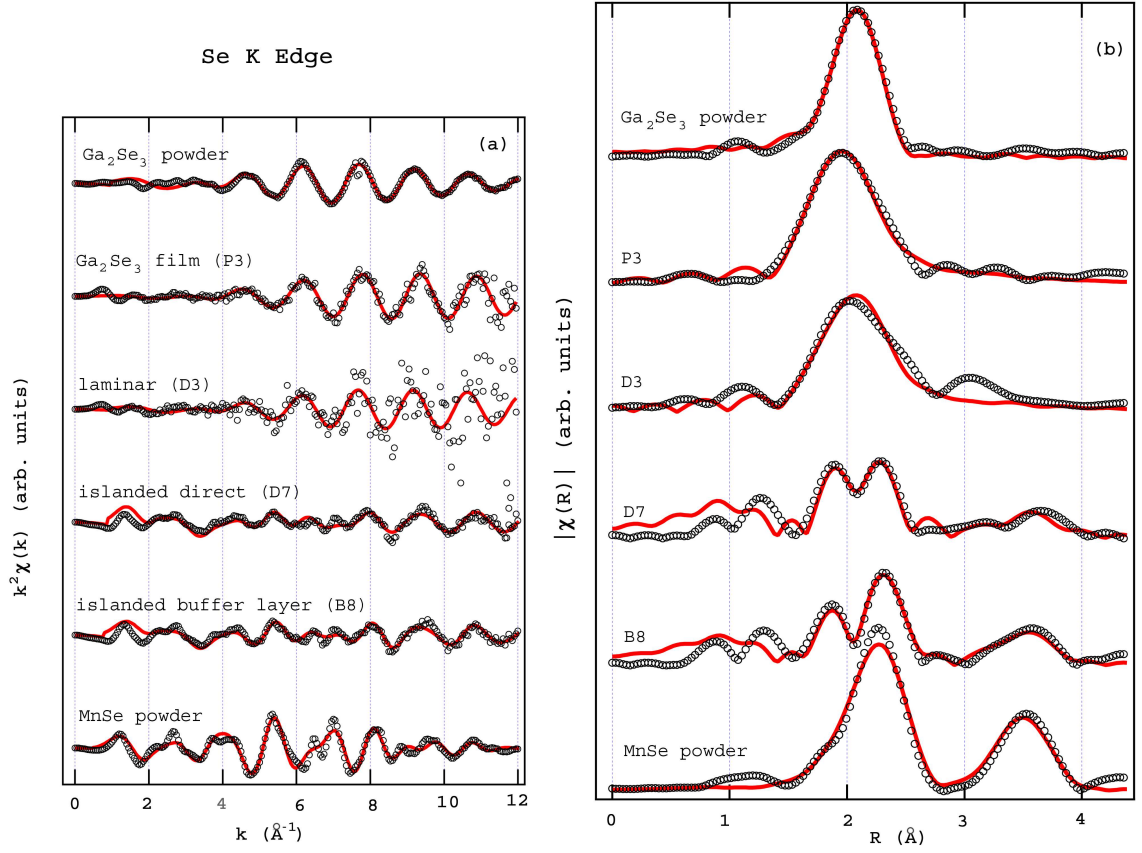 Se K Edge
(a)
Ga₂Se₃ powder
Ga₂Se₃ film (P3)
laminar (D3)
islanded direct (D7)
islanded buffer layer (B8)
MnSe powder
k²χ(k) (arb. units)
0 2 4 6 8 10 12
k (Å⁻¹)
(b)
Ga₂Se₃ powder
P3
D3
D7
B8
MnSe powder
|χ(R)| (arb. units)
0 1 2 3 4
R (Å)